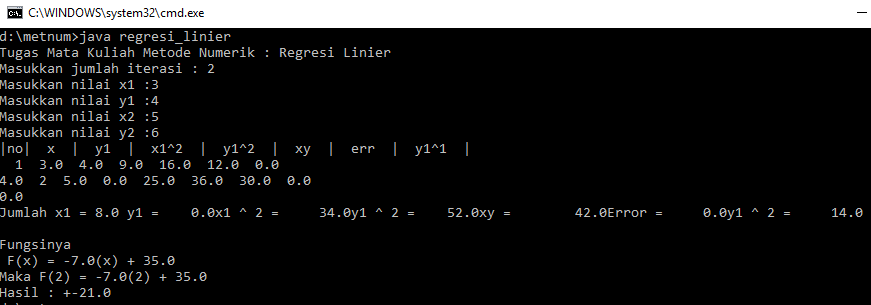 C:\WINDOWS\system32\cmd.exe
d:\metnum>java regresi_linier
Tugas Mata Kuliah Metode Numerik : Regresi Linier
Masukkan jumlah iterasi : 2
Masukkan nilai x1 :3
Masukkan nilai y1 :4
Masukkan nilai x2 :5
Masukkan nilai y2 :6
|no|  x  |  y1  |  x1^2  |  y1^2  |  xy  |  err  |  y1^1  |
  1  3.0  4.0  9.0  16.0  12.0  0.0
4.0  2  5.0  0.0  25.0  36.0  30.0  0.0
0.0
Jumlah x1 = 8.0 y1 =    0.0x1 ^ 2 =     34.0y1 ^ 2 =    52.0xy =        42.0Error =     0.0y1 ^ 2 =     14.0
Fungsinya
 F(x) = -7.0(x) + 35.0
Maka F(2) = -7.0(2) + 35.0
Hasil : +-21.0